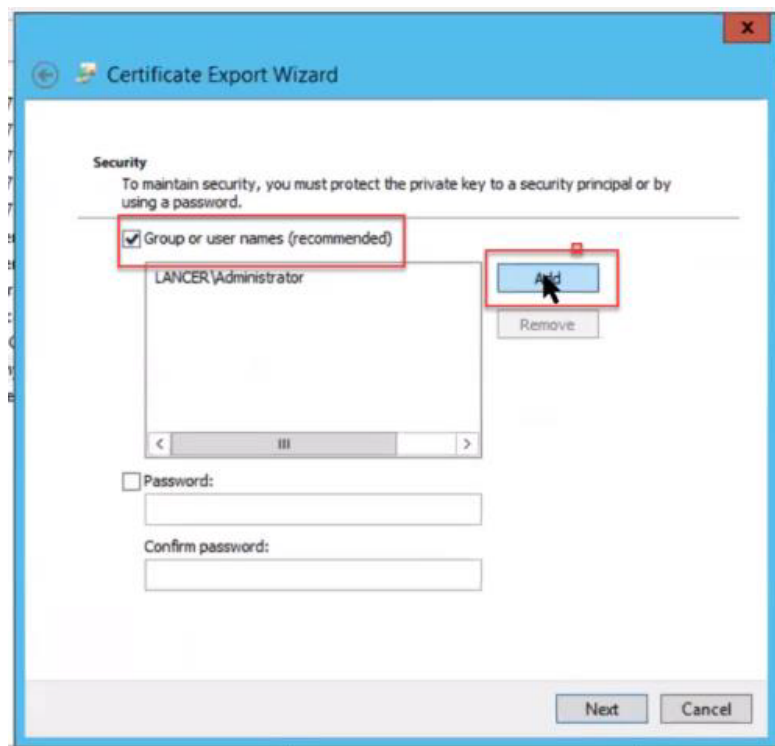 x
Certificate Export Wizard
Security
To maintain security, you must protect the private key to a security principal or by
using a password.
Group or user names (recommended)
LANCER\Administrator
Add
Remove
Password:
Confirm password:
Next
Cancel